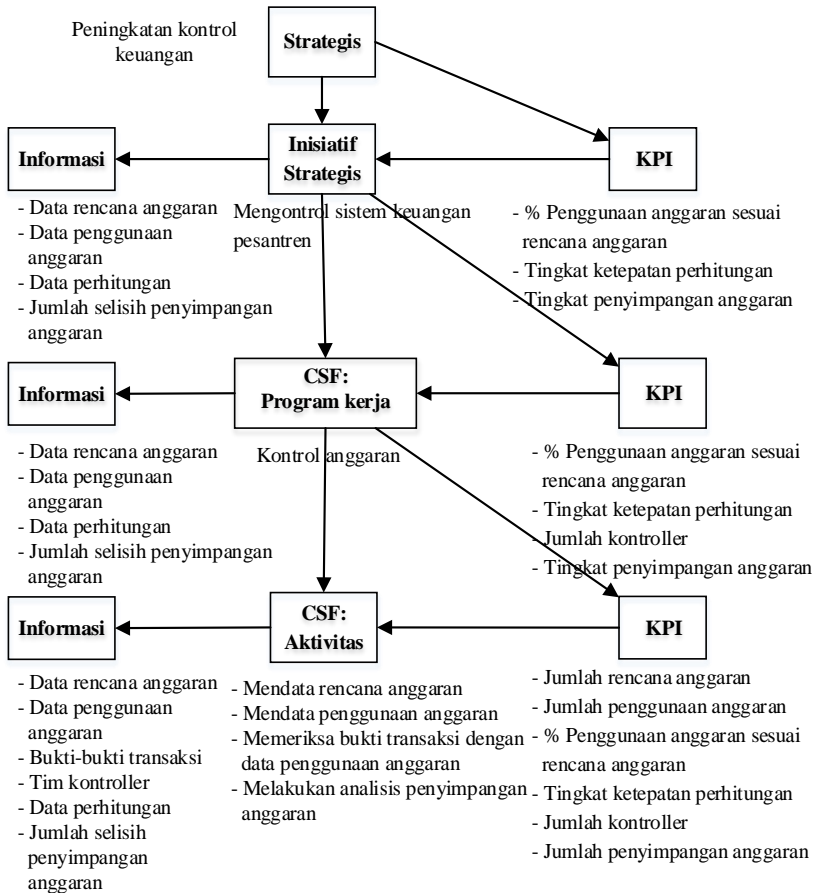 Peningkatan kontrol
keuangan
Strategis
Informasi
Inisiatif
Strategis
KPI
- Data rencana anggaran
- Data penggunaan
anggaran
- Data perhitungan
- Jumlah selisih penyimpangan
anggaran
Mengontrol sistem keuangan
pesantren
- % Penggunaan anggaran sesuai
rencana anggaran
- Tingkat ketepatan perhitungan
- Tingkat penyimpangan anggaran
Informasi
CSF:
Program kerja
KPI
- Data rencana anggaran
- Data penggunaan
anggaran
- Data perhitungan
- Jumlah selisih penyimpangan
anggaran
Kontrol anggaran
- % Penggunaan anggaran sesuai
rencana anggaran
- Tingkat ketepatan perhitungan
- Jumlah kontroller
- Tingkat penyimpangan anggaran
Informasi
CSF:
Aktivitas
KPI
- Data rencana anggaran
- Data penggunaan
anggaran
- Bukti-bukti transaksi
- Tim kontroller
- Data perhitungan
- Jumlah selisih
penyimpangan
anggaran
- Mendata rencana anggaran
- Mendata penggunaan anggaran
- Memeriksa bukti transaksi dengan
data penggunaan anggaran
- Melakukan analisis penyimpangan
anggaran
- Jumlah rencana anggaran
- Jumlah penggunaan anggaran
- % Penggunaan anggaran sesuai
rencana anggaran
- Tingkat ketepatan perhitungan
- Jumlah kontroller
- Jumlah penyimpangan anggaran